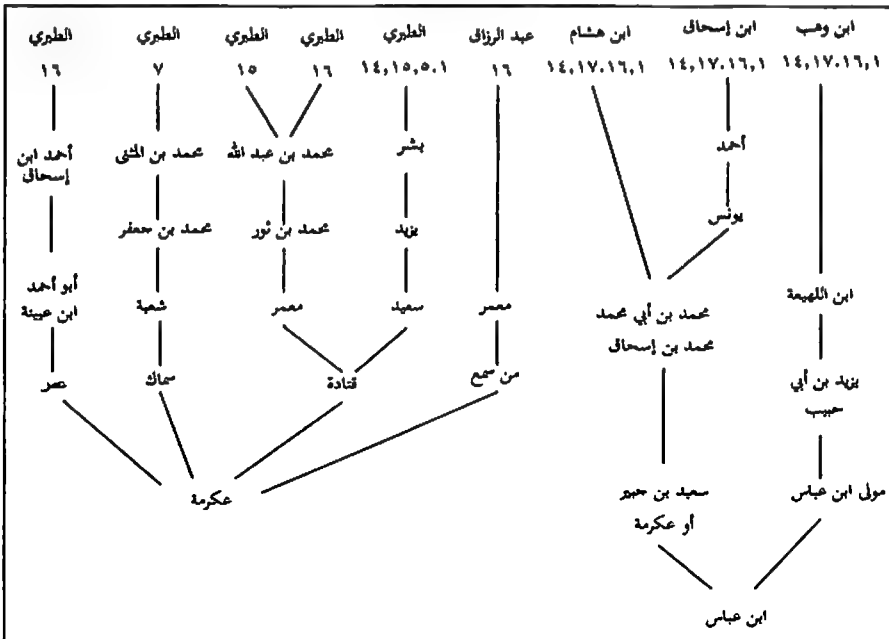 ابن وهب ابن إسحاق ابن هشام عبد الرزاق الطبري الطبري الطبري الطبري الطبري
١٤,١٧,١٦,١ ١٤,١٧,١٦,١ ١٤,١٧,١٦,١ ١٦ ١٤,١٥,٥,١ ١٦ ١٥ ٧ ١٦
أحمد بشر محمد بن عبد الله محمد بن المثنى أحمد ابن
إسحاق
يونس يزيد محمد بن ثور محمد بن جعفر
ابن اللهيعة محمد بن أبي محمد معمر سعيد معمر شعبة أبو أحمد
محمد بن إسحاق ابن عيينة
يزيد بن أبي من سمع قتادة سماك عمر
حبيب
مولى ابن عباس سعيد بن جبير عكرمة
أو عكرمة
ابن عباس